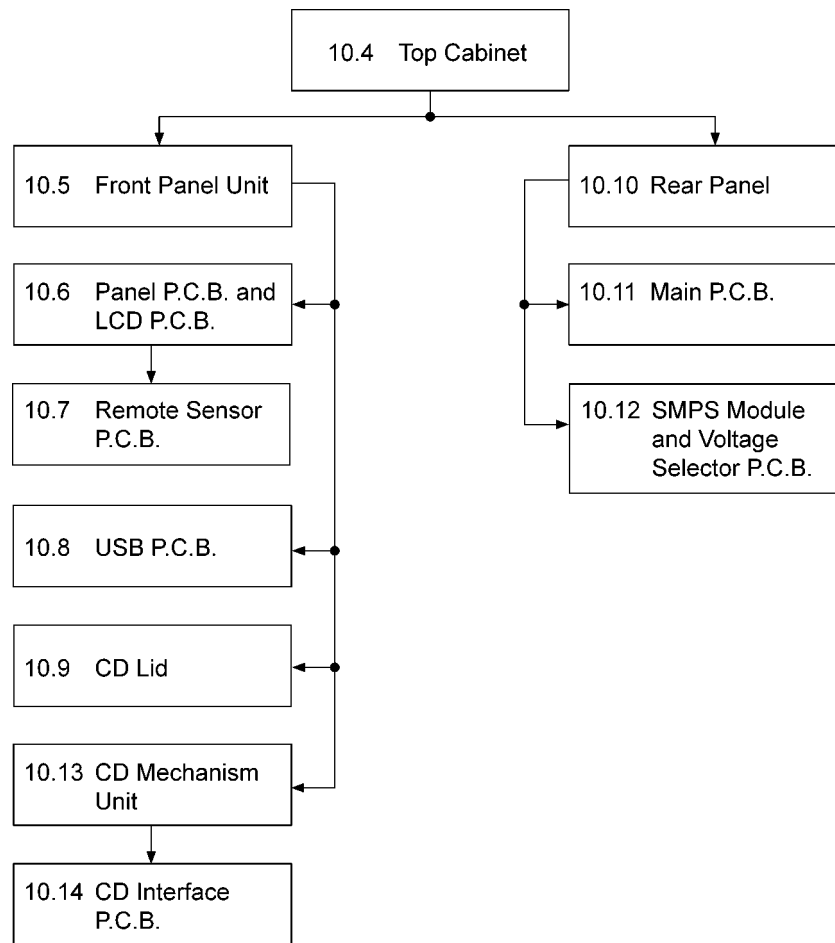 10.4 Top Cabinet
10.5 Front Panel Unit
10.6 Panel P.C.B. and
LCD P.C.B.
10.7 Remote Sensor
P.C.B.
10.8 USB P.C.B.
10.9 CD Lid
10.13 CD Mechanism
Unit
10.14 CD Interface
P.C.B.
10.10 Rear Panel
10.11 Main P.C.B.
10.12 SMPS Module
and Voltage
Selector P.C.B.